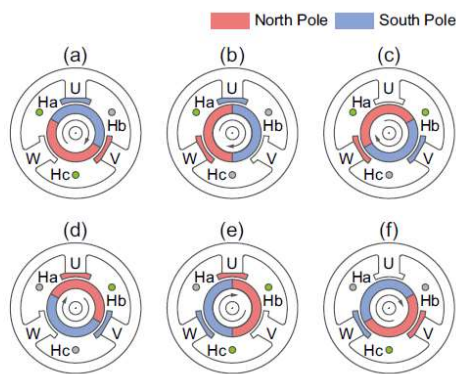 North Pole South Pole
(a) (b) (c)
U U U
Ha Ha Ha
Hb Hb Hb
W V W V W V
Hc Hc Hc
(d) (e) (f)
U U U
Ha Ha Ha
Hb Hb Hb
W V W V W V
Hc Hc Hc